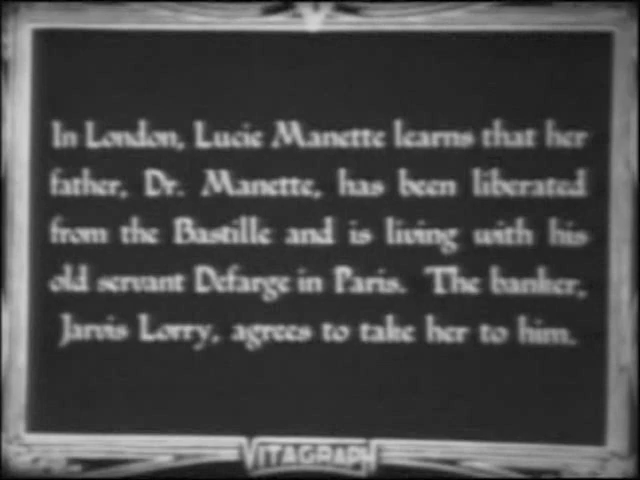 In London, Lucie Manette learns that her
father, Dr. Manette, has been liberated
from the Bastille and is living with his
old servant Defarge in Paris. The banker,
Jarvis Lorry, agrees to take her to him.
VITAGRAPH